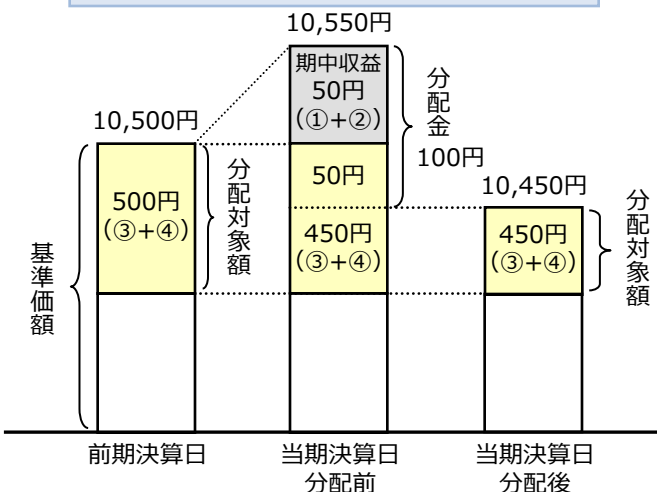 10,550円
期中収益
50円
(①+②)
分配金
100円
10,500円
500円
(③+④)
分配対象額
50円
450円
(③+④)
10,450円
450円
(③+④)
分配対象額
基準価額
前期決算日
当期決算日
分配前
当期決算日
分配後